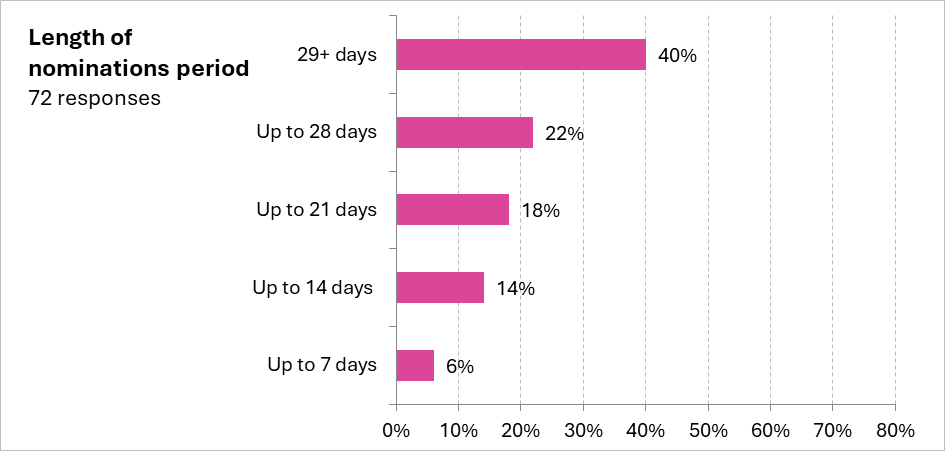 Length of
nominations period
72 responses
29+ days
40%
Up to 28 days
22%
Up to 21 days
18%
Up to 14 days
14%
Up to 7 days
6%
0% 10% 20% 30% 40% 50% 60% 70% 80%